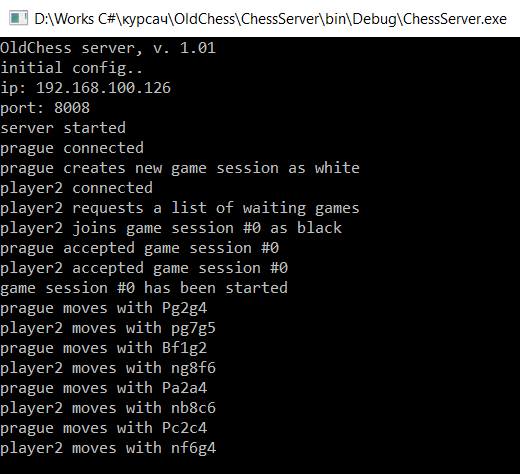 D:\Works C#\курсач\OldChess\ChessServer\bin\Debug\ChessServer.exe
OldChess server, v. 1.01
initial config..
ip: 192.168.100.126
port: 8008
server started
prague connected
prague creates new game session as white
player2 connected
player2 requests a list of waiting games
player2 joins game session #0 as black
prague accepted game session #0
player2 accepted game session #0
game session #0 has been started
prague moves with Pg2g4
player2 moves with pg7g5
prague moves with Bf1g2
player2 moves with ng8f6
prague moves with Pa2a4
player2 moves with nb8c6
prague moves with Pc2c4
player2 moves with nf6g4